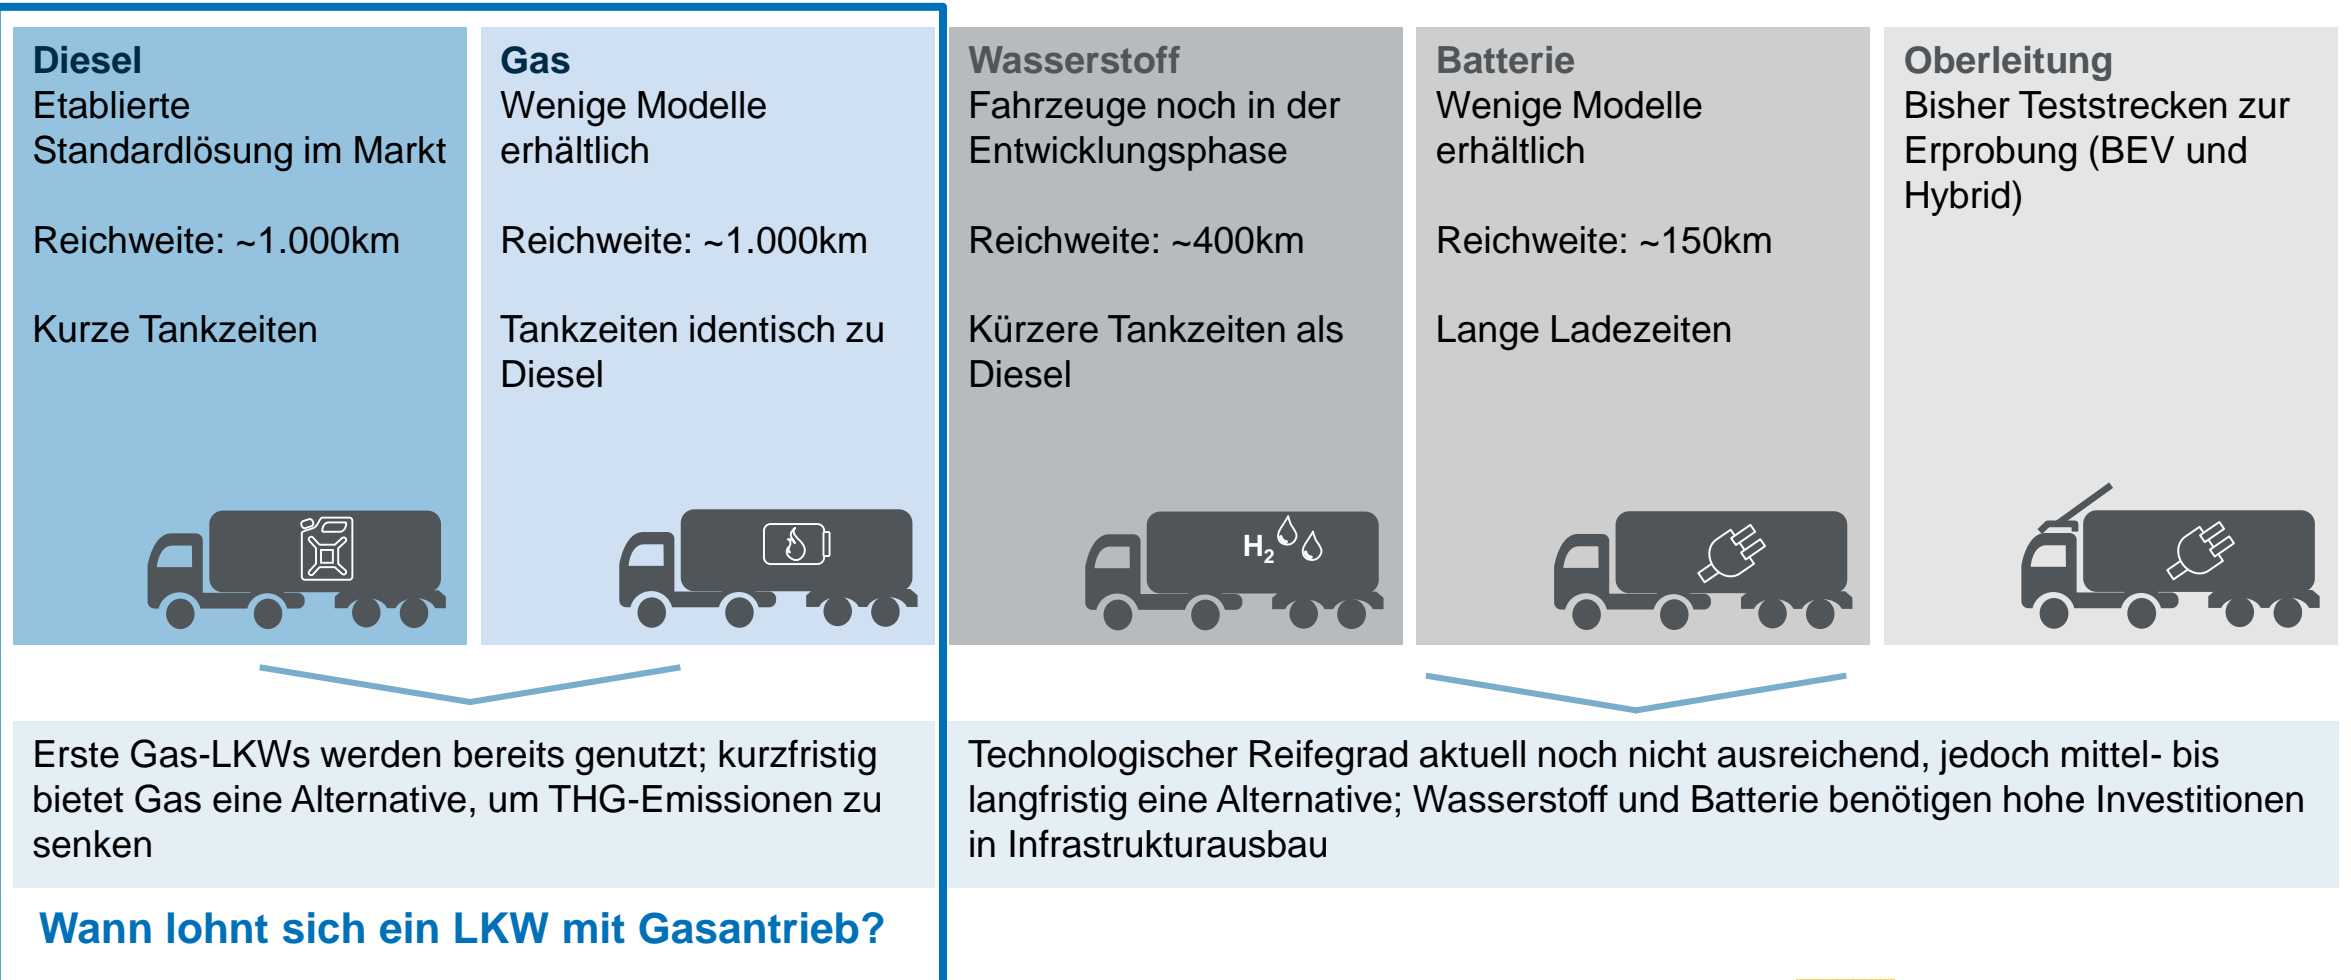 Diesel
Etablierte
Standardlösung im Markt
Reichweite: ~1.000km
Kurze Tankzeiten
Gas
Wenige Modelle
erhältlich
Reichweite: ~1.000km
Tankzeiten identisch zu
Diesel
Wasserstoff
Fahrzeuge noch in der
Entwicklungsphase
Reichweite: ~400km
Kürzere Tankzeiten als
Diesel
H₂
Batterie
Wenige Modelle
erhältlich
Reichweite: ~150km
Lange Ladezeiten
Oberleitung
Bisher Teststrecken zur
Erprobung (BEV und
Hybrid)
Erste Gas-LKWs werden bereits genutzt; kurzfristig
bietet Gas eine Alternative, um THG-Emissionen zu
senken
Technologischer Reifegrad aktuell noch nicht ausreichend, jedoch mittel- bis
langfristig eine Alternative; Wasserstoff und Batterie benötigen hohe Investitionen
in Infrastrukturausbau
Wann lohnt sich ein LKW mit Gasantrieb?